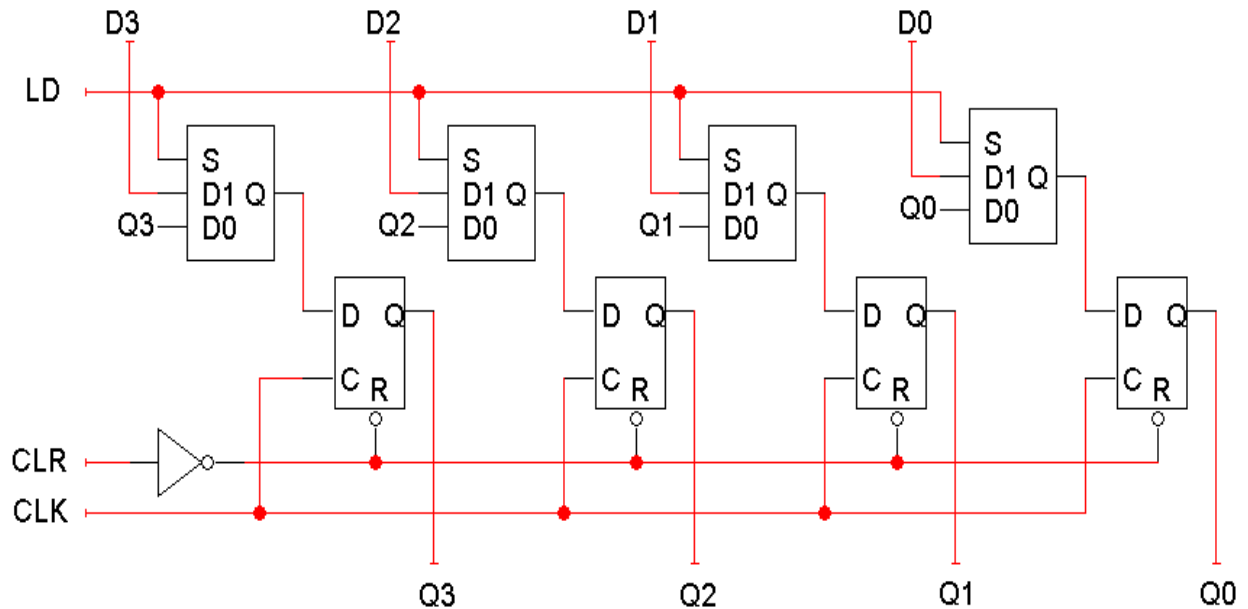 D3 D2 D1 D0
LD
S S S S
D1 Q D1 Q D1 Q D1 Q
Q3 D0 Q2 D0 Q1 D0 Q0 D0
D Q D Q D Q D Q
C R C R C R C R
CLR
CLK
Q3 Q2 Q1 Q0